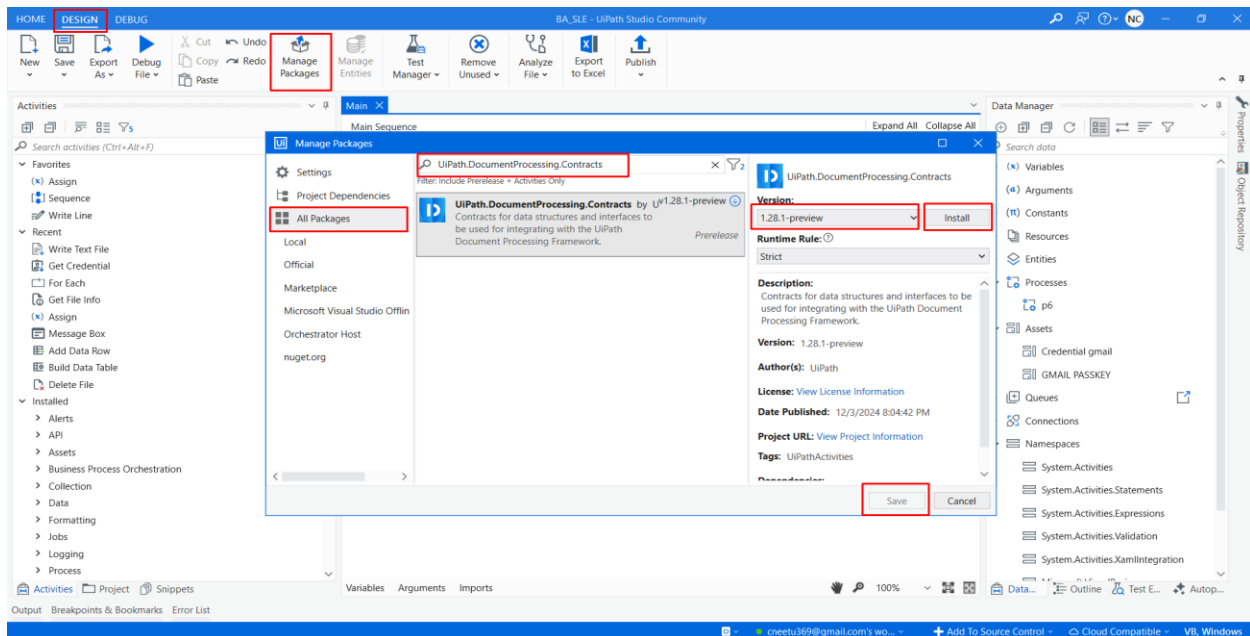 HOME DESIGN DEBUG
BA_SLE - UiPath Studio Community
NC
New
Save
Export As
Debug File
Cut
Copy
Paste
Undo
Redo
Manage Packages
Manage Entities
Test Manager
Remove Unused
Analyze File
Export to Excel
Publish
Activities
5
Search activities (Ctrl+Alt+F)
Favorites
Assign
Sequence
Write Line
Recent
Write Text File
Get Credential
For Each
Get File Info
Assign
Message Box
Add Data Row
Build Data Table
Delete File
Installed
Alerts
API
Assets
Business Process Orchestration
Collection
Data
Formatting
Jobs
Logging
Process
Activities Project Snippets
Output Breakpoints & Bookmarks Error List
Main
Main Sequence
Expand All Collapse All
Ui Manage Packages
Settings
Project Dependencies
All Packages
Local
Official
Marketplace
Microsoft Visual Studio Offlin
Orchestrator Host
nuget.org
UiPath.DocumentProcessing.Contracts
2
Filter: Include Prerelease + Activities Only
UiPath.DocumentProcessing.Contracts by U v1.28.1-preview
Contracts for data structures and interfaces to
be used for integrating with the UiPath
Document Processing Framework.
Prerelease
UiPath.DocumentProcessing.Contracts
Version:
1.28.1-preview
Install
Runtime Rule:
Strict
Description:
Contracts for data structures and interfaces to be
used for integrating with the UiPath Document
Processing Framework.
Version: 1.28.1-preview
Author(s): UiPath
License: View License Information
Date Published: 12/3/2024 8:04:42 PM
Project URL: View Project Information
Tags: UiPathActivities
Dependencies:
Save
Cancel
Variables Arguments Imports
100%
Data Manager
Search data
Variables
Arguments
Constants
Resources
Entities
Processes
p6
Assets
Credential gmail
GMAIL PASSKEY
Queues
Connections
Namespaces
System.Activities
System.Activities.Statements
System.Activities.Expressions
System.Activities.Validation
System.Activities.XamlIntegration
Data... Outline Test E... Autop...
Properties
Object Repository
cneetu369@gmail.com's wo...
Add To Source Control
Cloud Compatible
VB, Windows